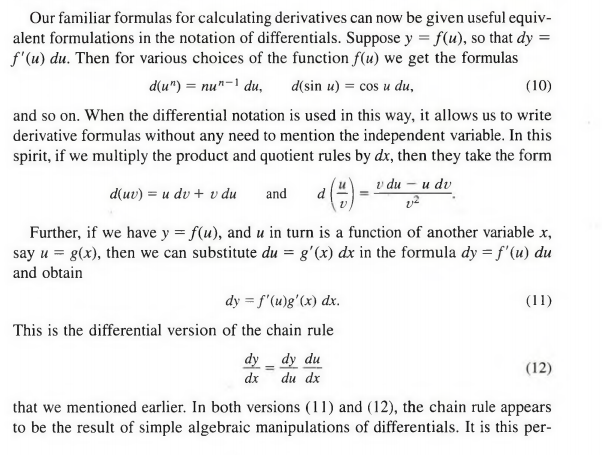 Our familiar formulas for calculating derivatives can now be given useful equiv-
alent formulations in the notation of differentials. Suppose y = f(u), so that dy =
f′(u) du. Then for various choices of the function f(u) we get the formulas
d(uⁿ) = nuⁿ⁻¹ du, d(sin u) = cos u du, (10)
and so on. When the differential notation is used in this way, it allows us to write
derivative formulas without any need to mention the independent variable. In this
spirit, if we multiply the product and quotient rules by dx, then they take the form
d(uv) = u dv + v du and d(u/v) = (v du − u dv)/v².
Further, if we have y = f(u), and u in turn is a function of another variable x,
say u = g(x), then we can substitute du = g′(x) dx in the formula dy = f′(u) du
and obtain
dy = f′(u)g′(x) dx. (11)
This is the differential version of the chain rule
dy/dx = dy/du du/dx (12)
that we mentioned earlier. In both versions (11) and (12), the chain rule appears
to be the result of simple algebraic manipulations of differentials. It is this per-